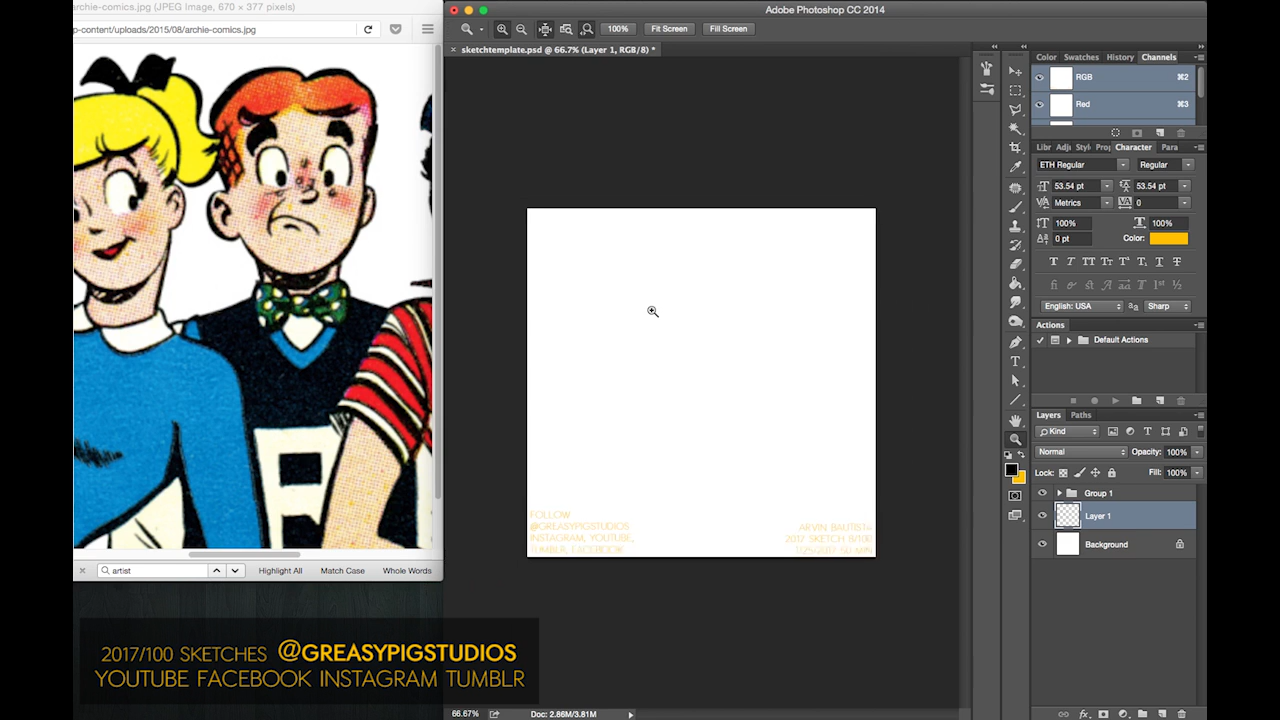 archie-comics.jpg (JPEG Image, 670 × 377 pixels)
p-content/uploads/2015/08/archie-comics.jpg
artist
Highlight All
Match Case
Whole Words
Adobe Photoshop CC 2014
100%
Fit Screen
Fill Screen
sketchtemplate.psd @ 66.7% (Layer 1, RGB/8) *
FOLLOW
@GREASYPIGSTUDIOS
INSTAGRAM, YOUTUBE,
TUMBLR, FACEBOOK
ARVIN BAUTISTA
2017 SKETCH 9/100
66.67%
Doc: 2.86M/3.81M
Color
Swatches
History
Channels
RGB
⌘2
Red
⌘3
Libr
Adj
Styl
Proj
Character
Para
ETH Regular
Regular
53.54 pt
53.54 pt
Metrics
0
100%
100%
0 pt
Color:
English: USA
Sharp
Actions
Default Actions
Layers
Paths
Kind
Normal
Opacity:
100%
Lock:
Fill:
100%
Group 1
Layer 1
Background
2017/100 SKETCHES @GREASYPIGSTUDIOS
YOUTUBE FACEBOOK INSTAGRAM TUMBLR